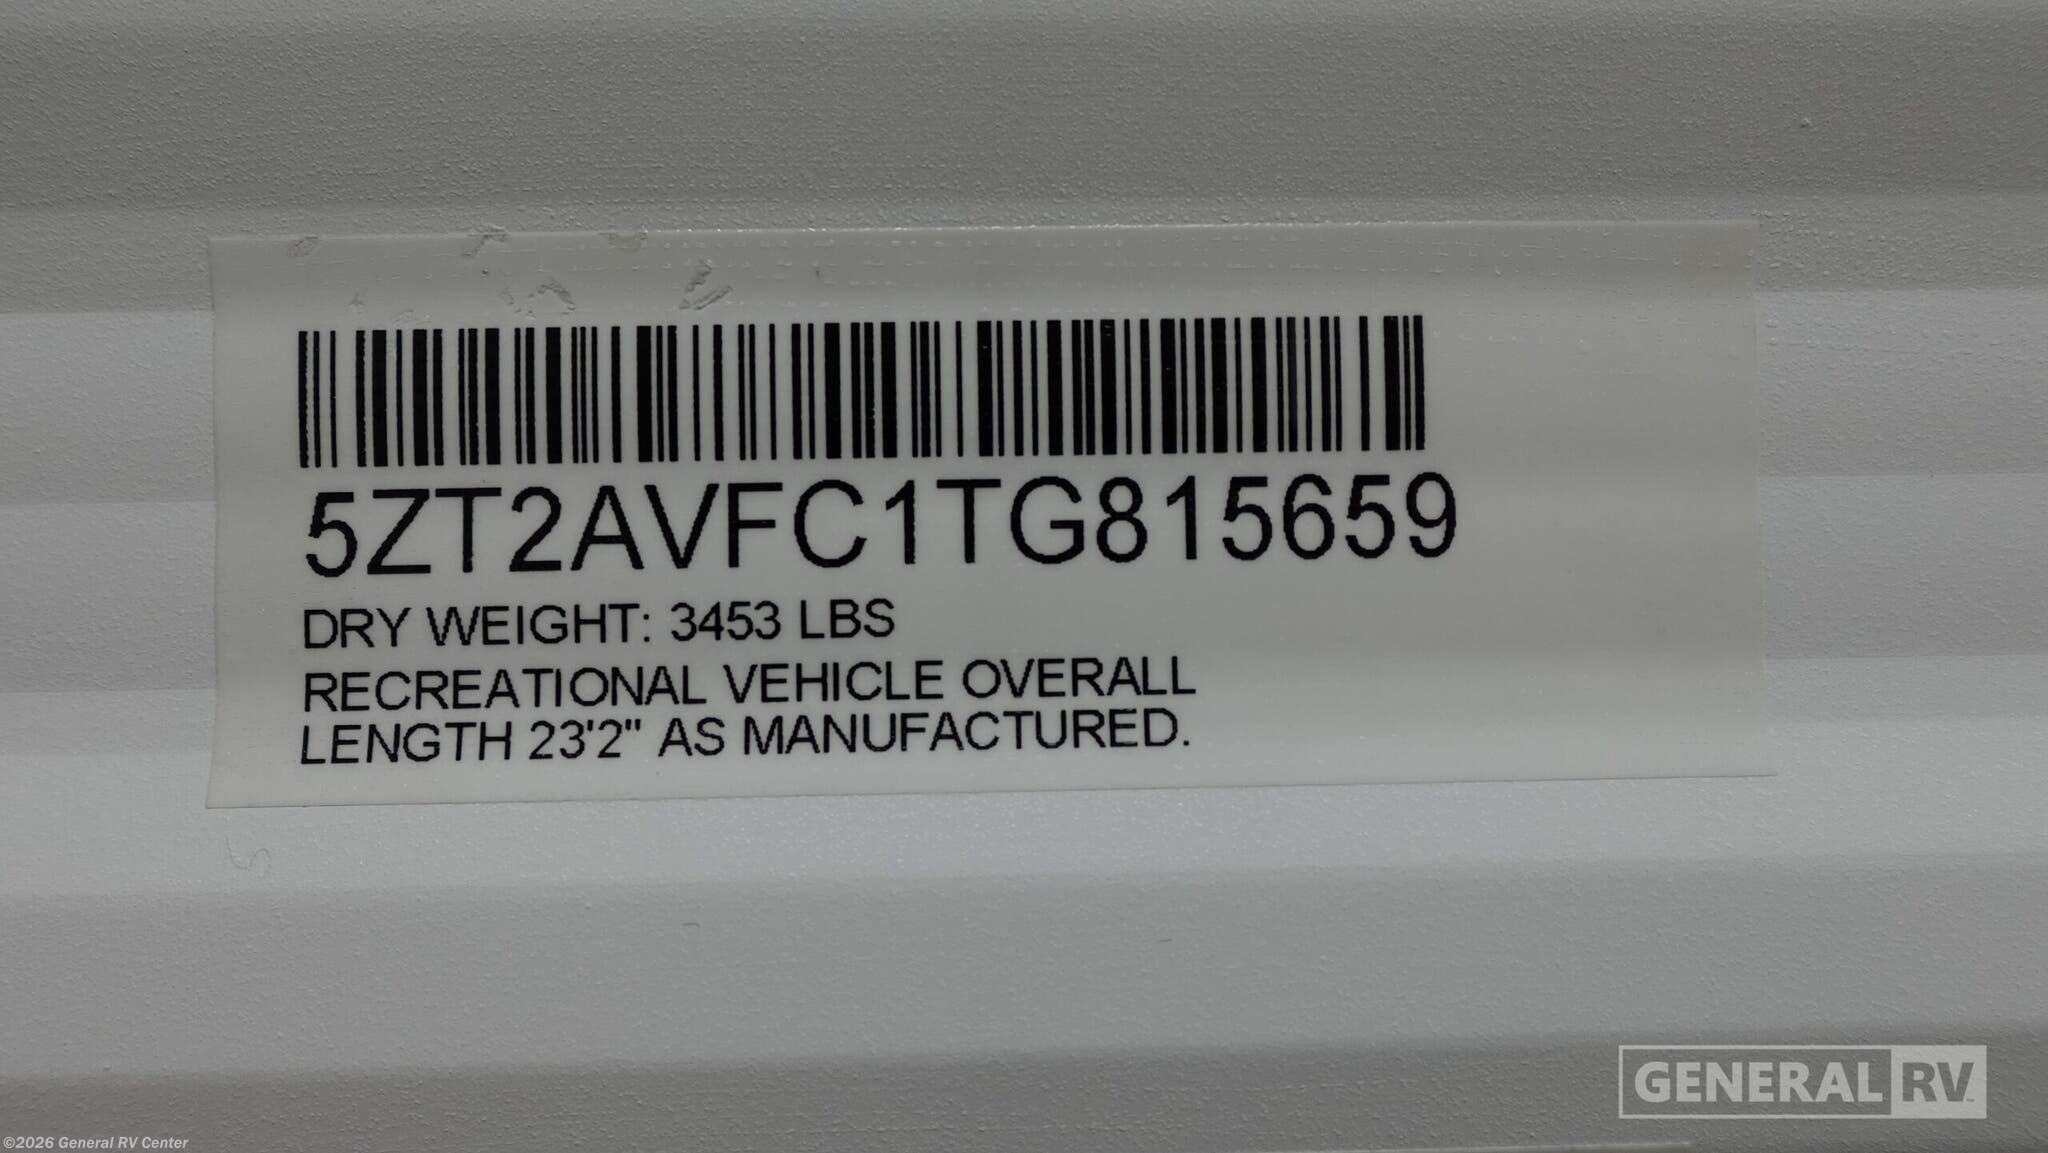 5ZT2AVFC1TG815659
DRY WEIGHT: 3453 LBS
RECREATIONAL VEHICLE OVERALL
LENGTH 23'2" AS MANUFACTURED.
GENERAL RV
©2026 General RV Center